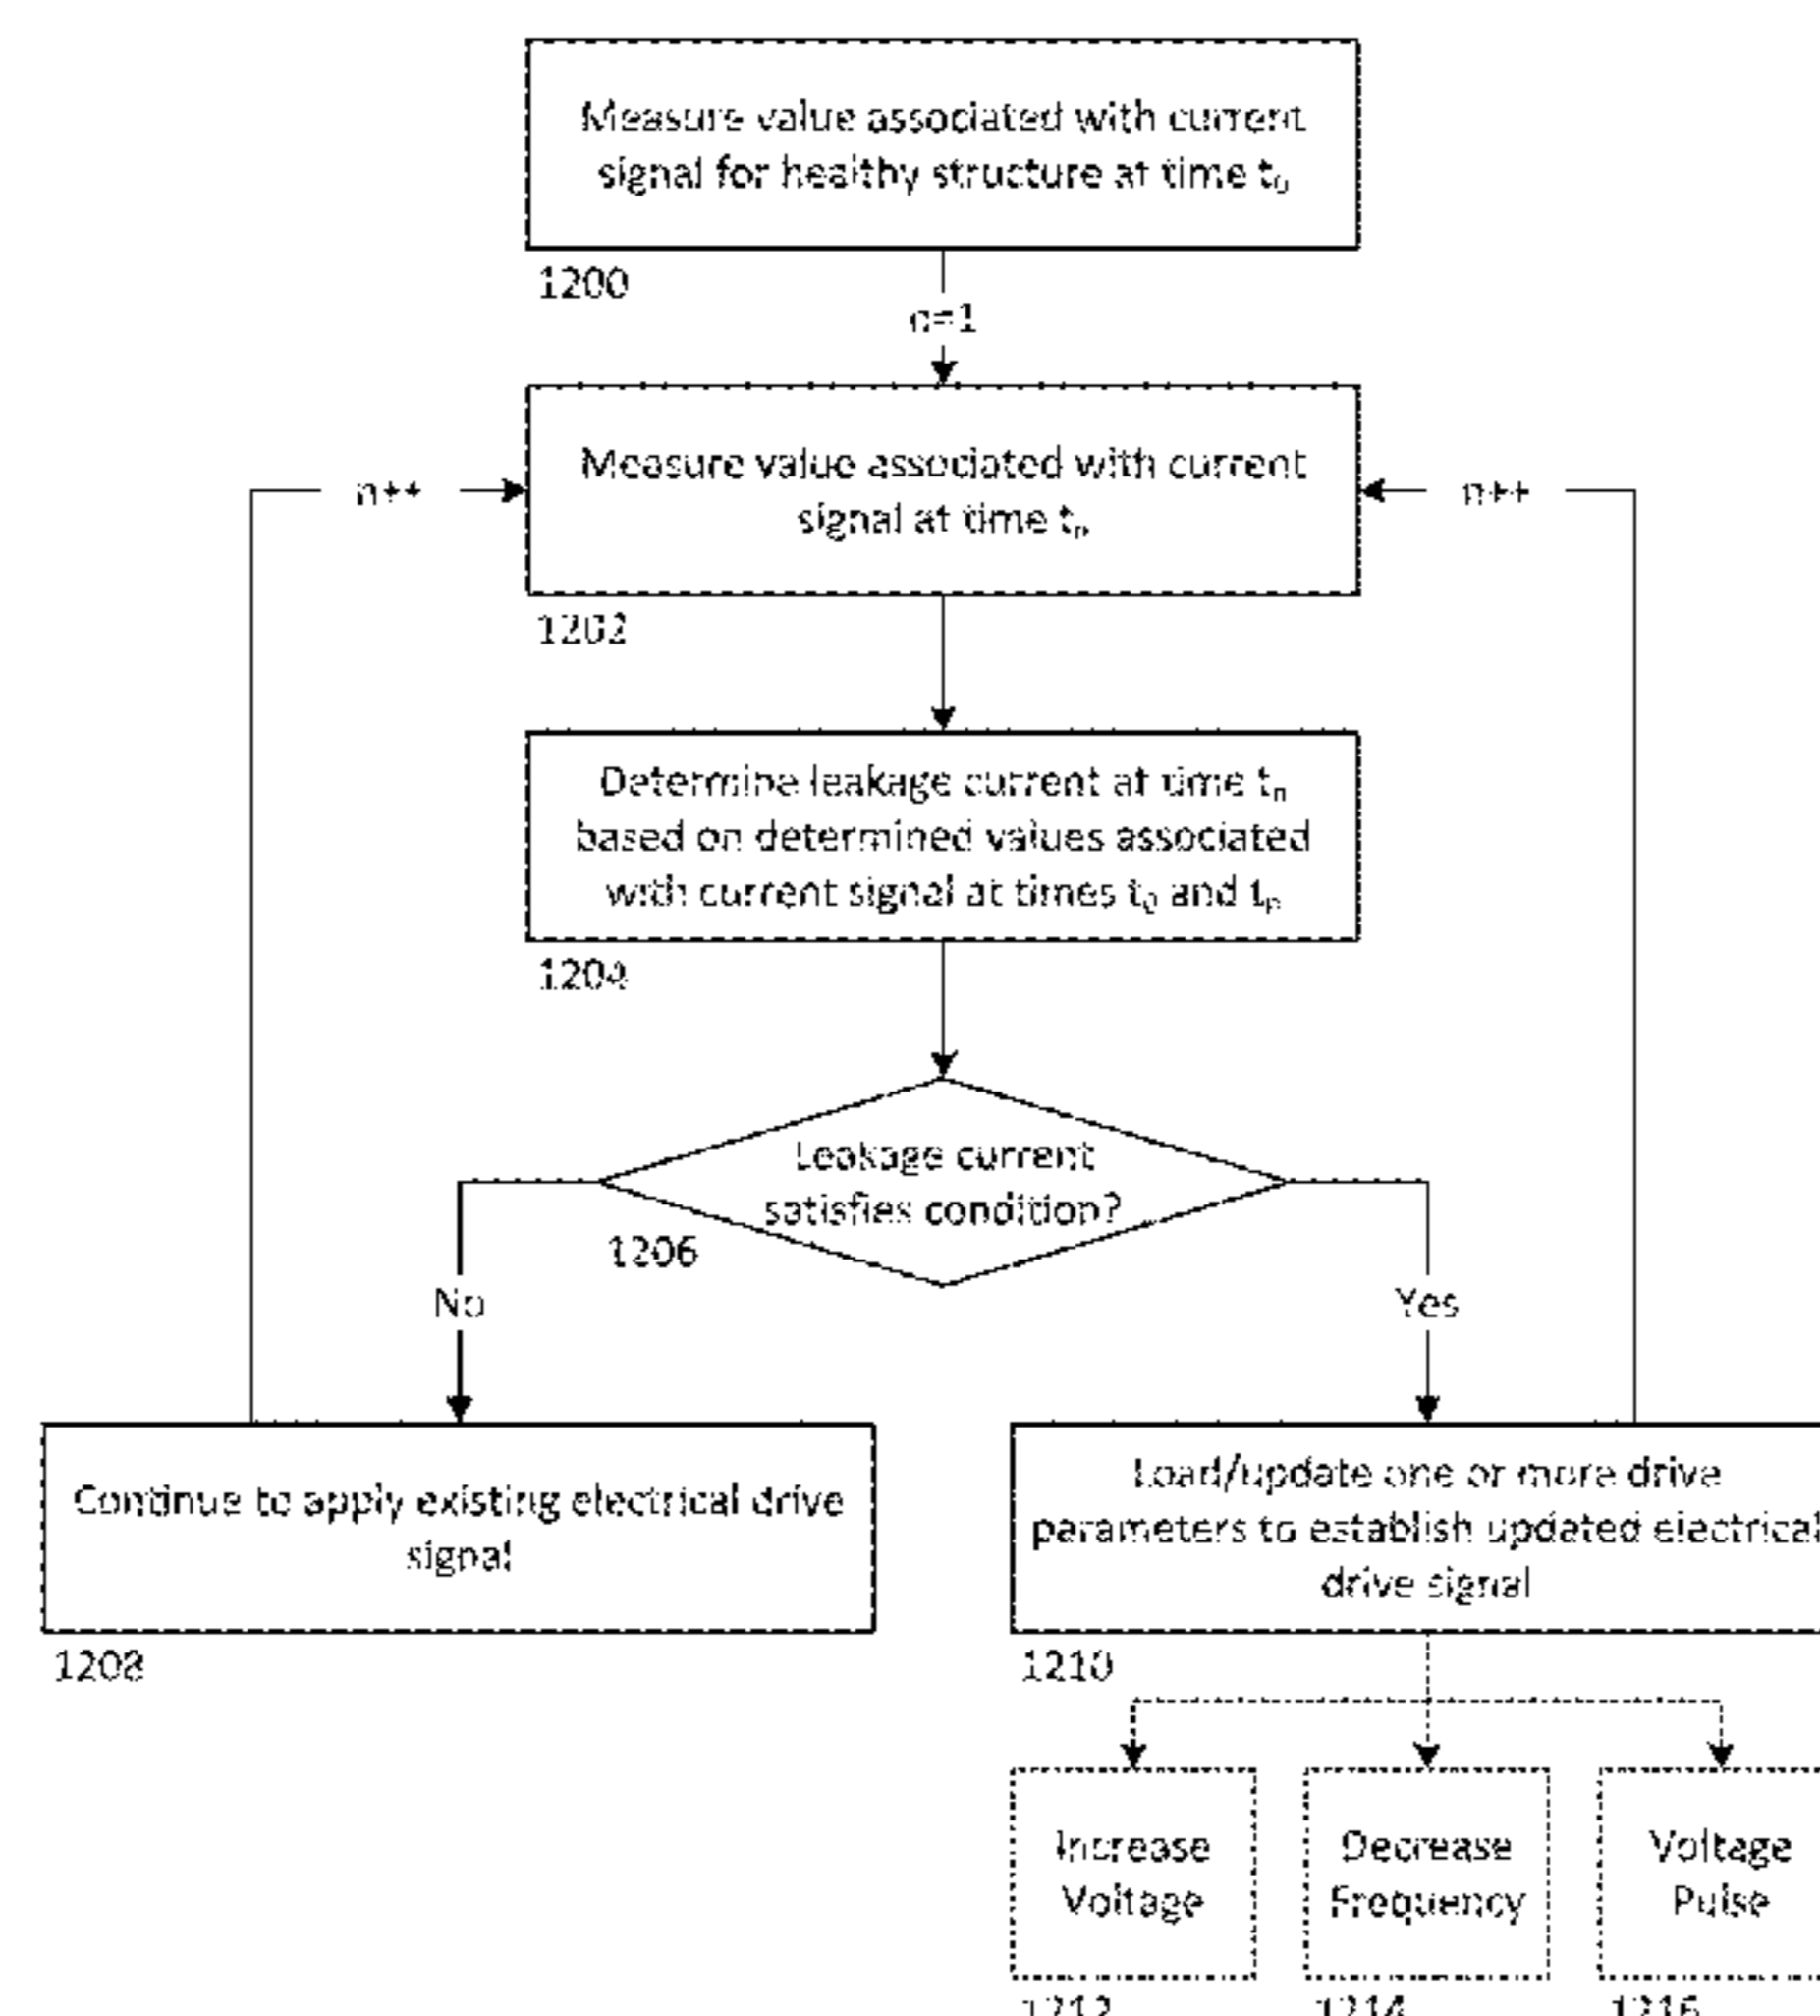 Measure value associated with current
signal for healthy structure at time t₀
1200
n=1
Measure value associated with current
signal at time tₙ
n++
n++
1202
Determine leakage current at time tₙ
based on determined values associated
with current signal at times t₀ and tₙ
1204
Leakage current
satisfies condition?
1206
No
Yes
Continue to apply existing electrical drive
signal
1208
Load/update one or more drive
parameters to establish updated electrical
drive signal
1210
Increase
Voltage
Decrease
Frequency
Voltage
Pulse
1212
1214
1216